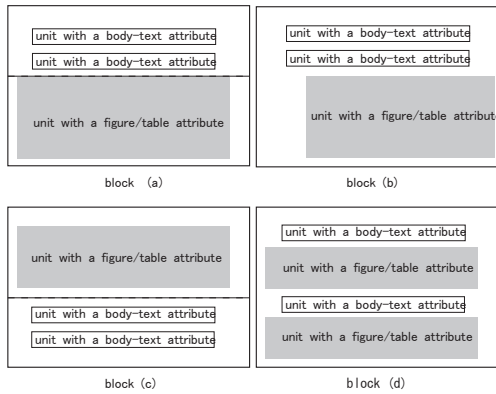 unit with a body-text attribute
unit with a body-text attribute
unit with a figure/table attribute
block (a)
unit with a body-text attribute
unit with a body-text attribute
unit with a figure/table attribute
block (b)
unit with a figure/table attribute
unit with a body-text attribute
unit with a body-text attribute
block (c)
unit with a body-text attribute
unit with a figure/table attribute
unit with a body-text attribute
unit with a figure/table attribute
block (d)